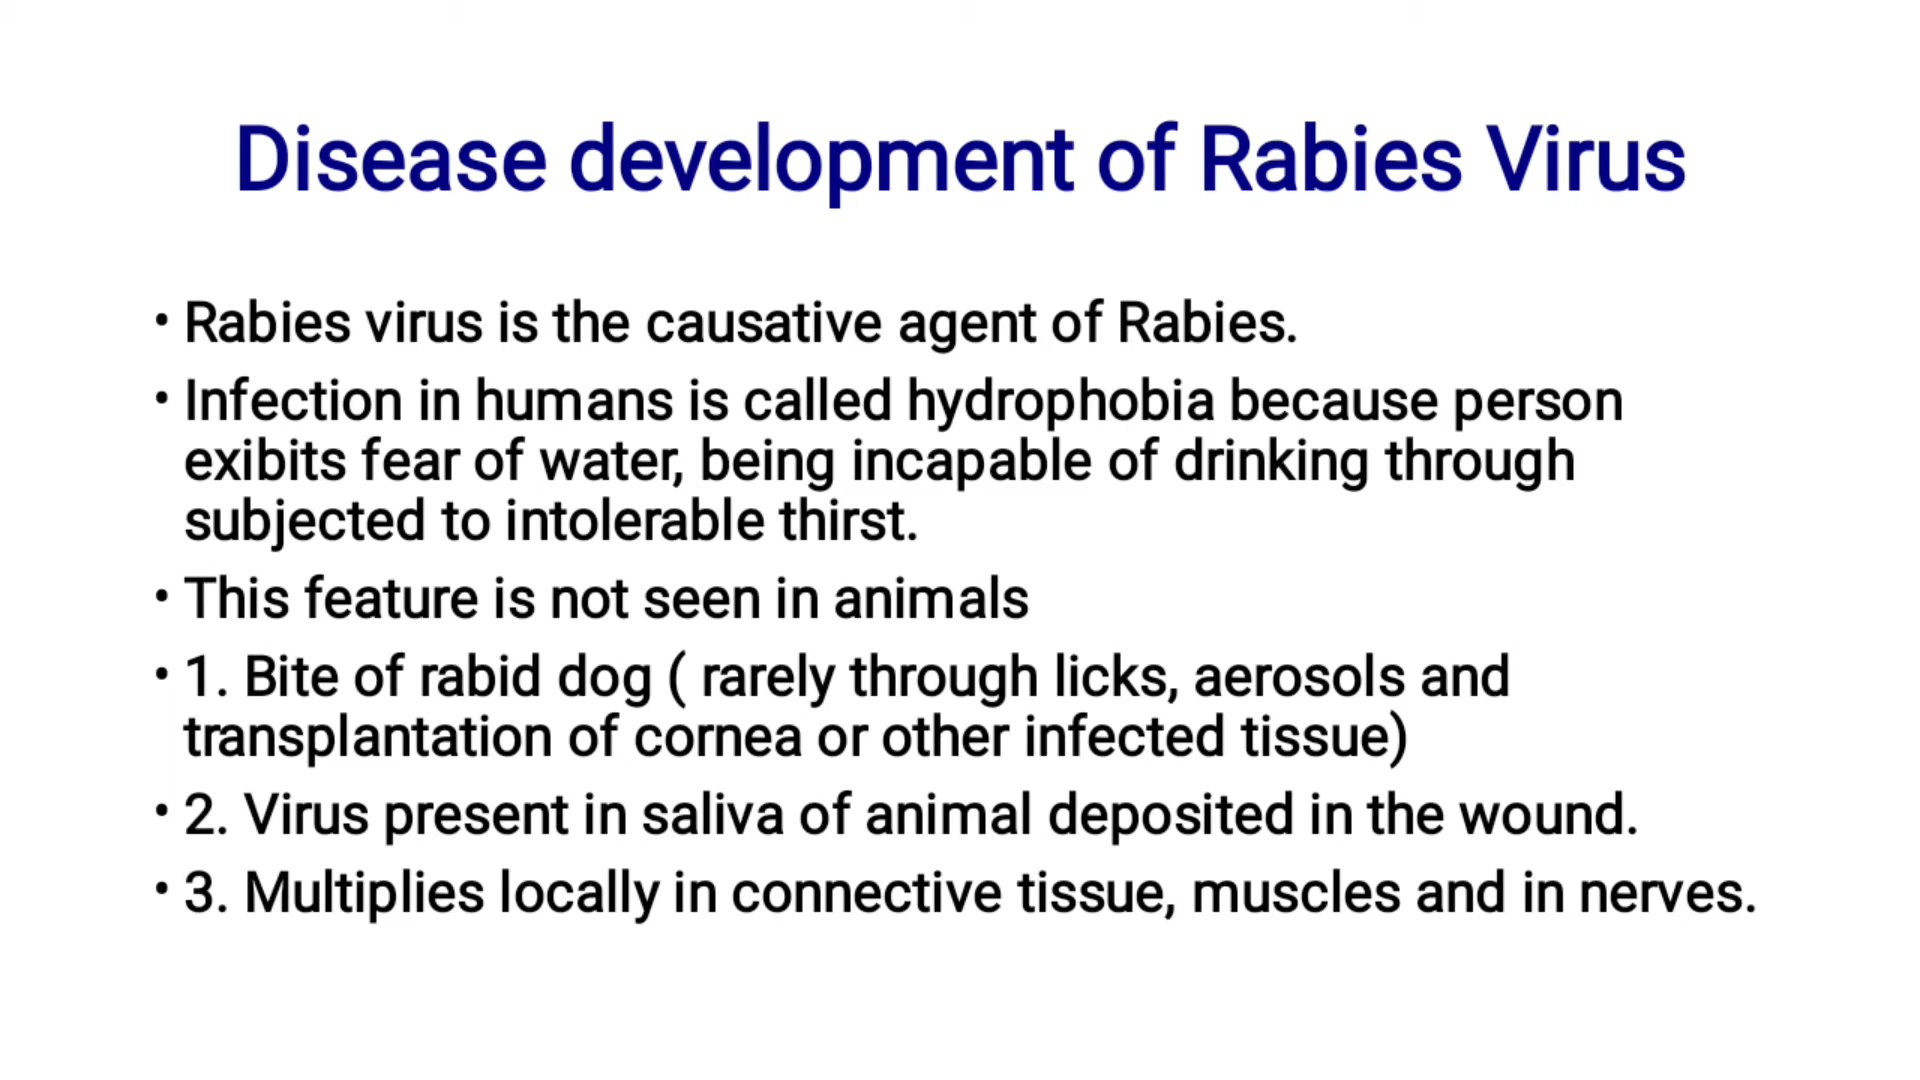 Disease development of Rabies Virus
• Rabies virus is the causative agent of Rabies.
• Infection in humans is called hydrophobia because person
exibits fear of water, being incapable of drinking through
subjected to intolerable thirst.
• This feature is not seen in animals
• 1. Bite of rabid dog ( rarely through licks, aerosols and
transplantation of cornea or other infected tissue)
• 2. Virus present in saliva of animal deposited in the wound.
• 3. Multiplies locally in connective tissue, muscles and in nerves.